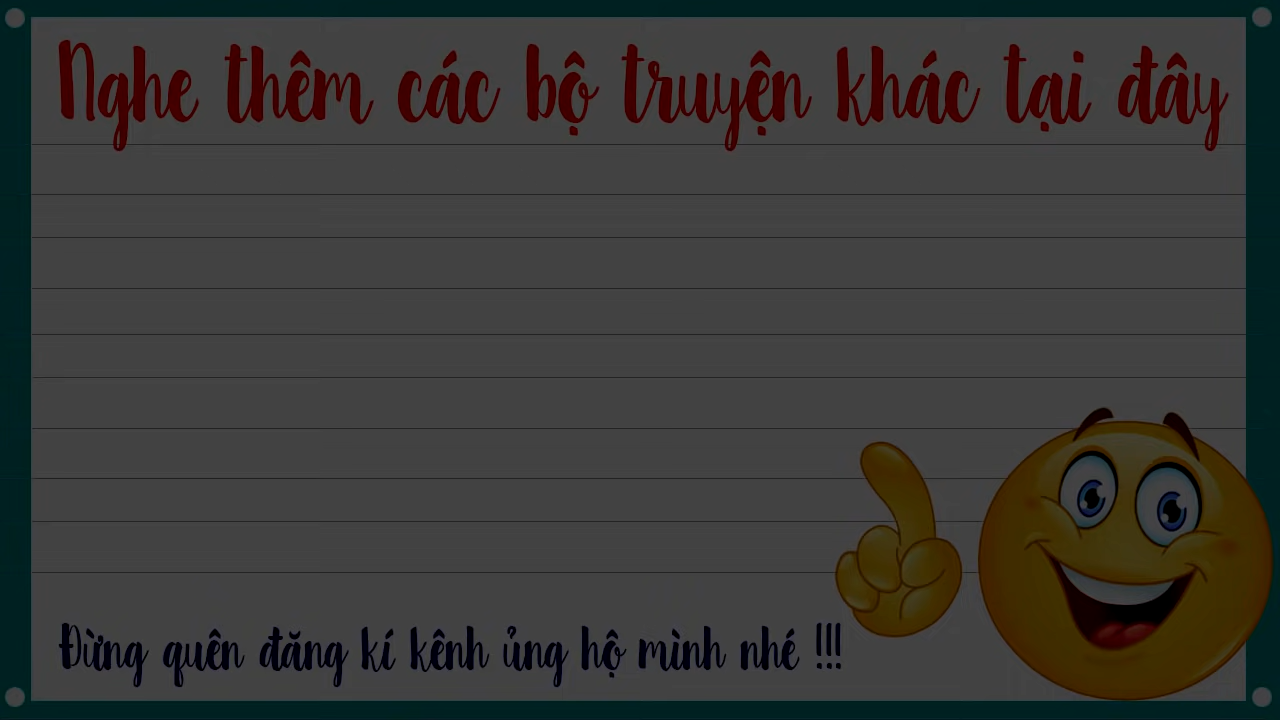 Nghe thêm các bộ truyện khác tại đây
Đừng quên đăng kí kênh ủng hộ mình nhé !!!